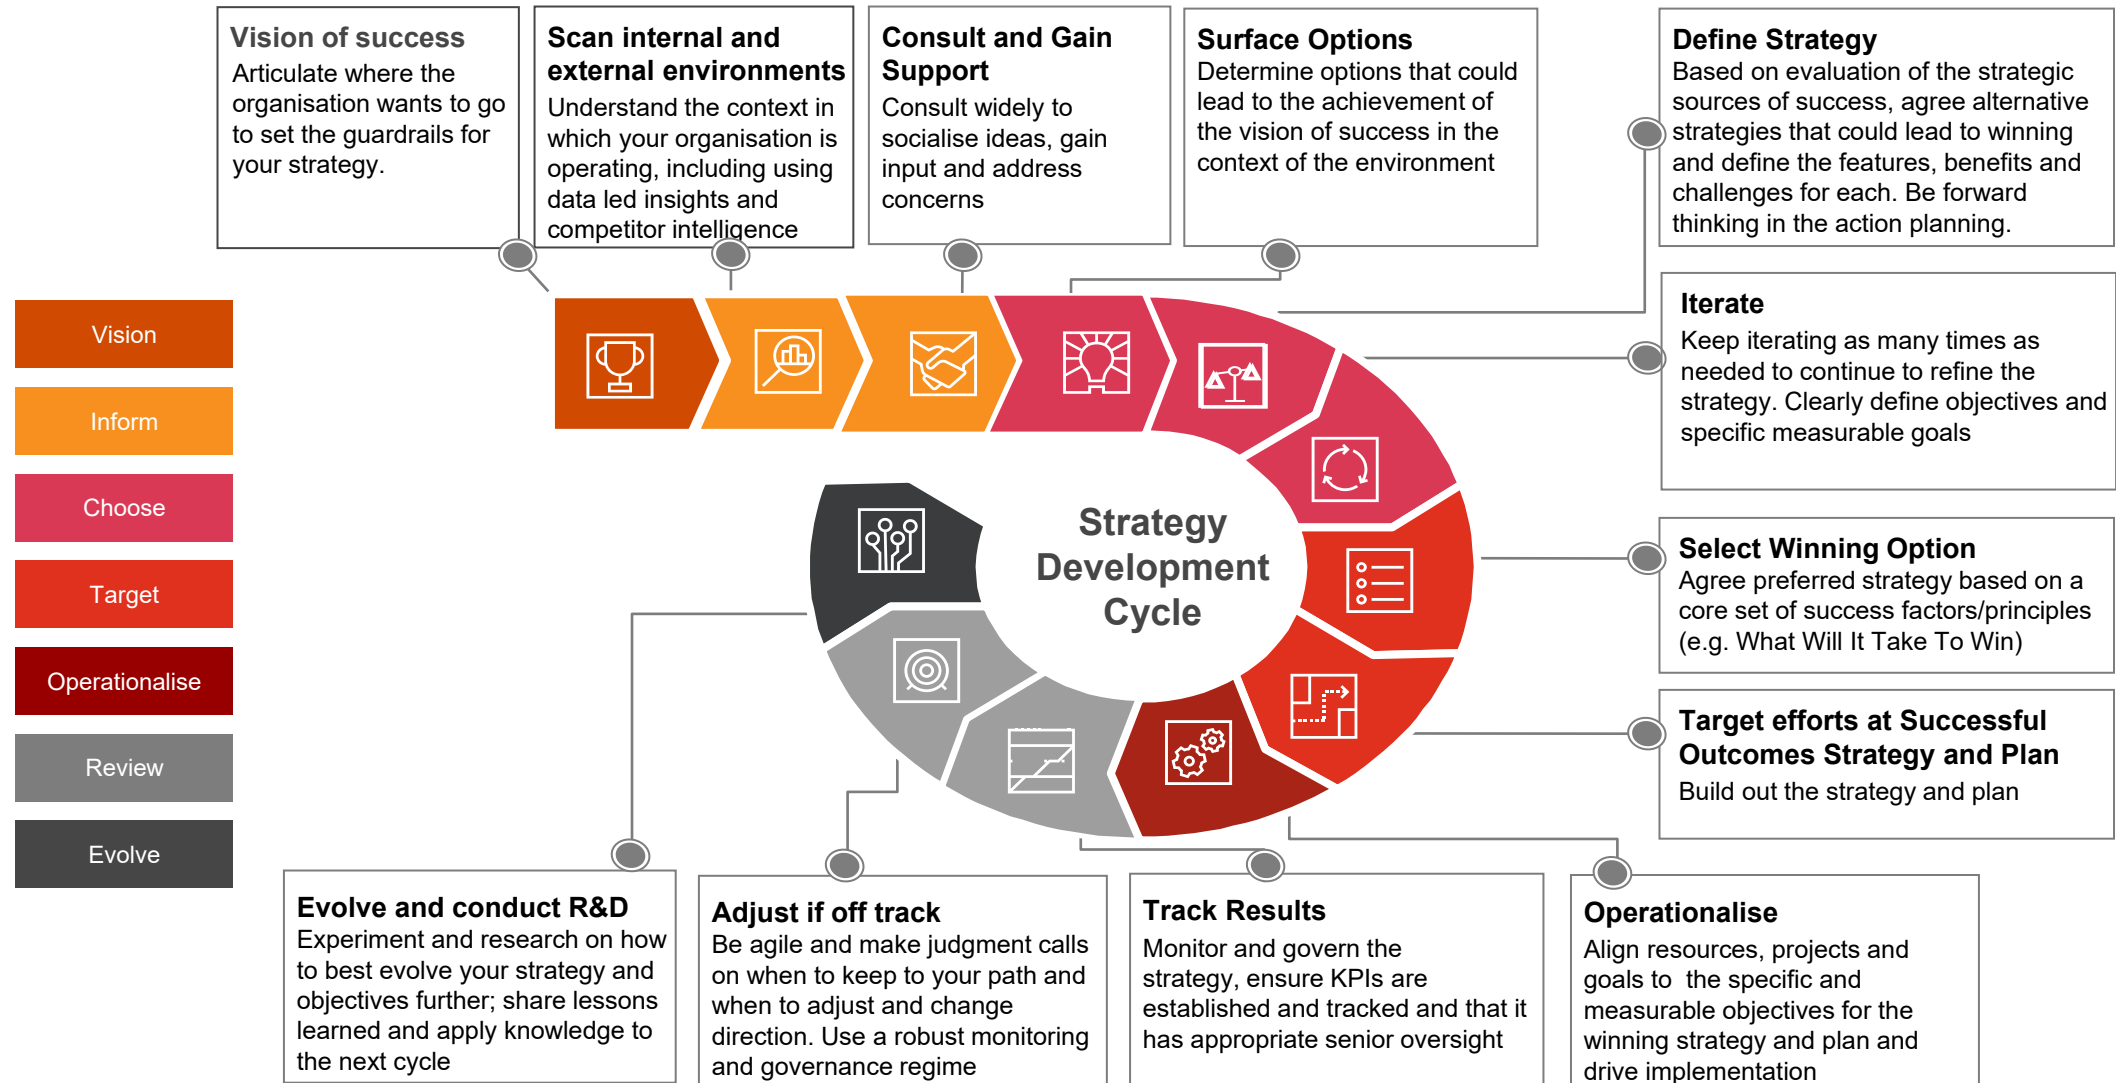 Vision of success
Articulate where the
organisation wants to go
to set the guardrails for
your strategy.
Scan internal and
external environments
Understand the context in
which your organisation is
operating, including using
data led insights and
competitor intelligence
Consult and Gain
Support
Consult widely to
socialise ideas, gain
input and address
concerns
Surface Options
Determine options that could
lead to the achievement of
the vision of success in the
context of the environment
Define Strategy
Based on evaluation of the strategic
sources of success, agree alternative
strategies that could lead to winning
and define the features, benefits and
challenges for each. Be forward
thinking in the action planning.
Iterate
Keep iterating as many times as
needed to continue to refine the
strategy. Clearly define objectives and
specific measurable goals
Select Winning Option
Agree preferred strategy based on a
core set of success factors/principles
(e.g. What Will It Take To Win)
Target efforts at Successful
Outcomes Strategy and Plan
Build out the strategy and plan
Operationalise
Align resources, projects and
goals to  the specific and
measurable objectives for the
winning strategy and plan and
drive implementation
Track Results
Monitor and govern the
strategy, ensure KPIs are
established and tracked and that it
has appropriate senior oversight
Adjust if off track
Be agile and make judgment calls
on when to keep to your path and
when to adjust and change
direction. Use a robust monitoring
and governance regime
Evolve and conduct R&D
Experiment and research on how
to best evolve your strategy and
objectives further; share lessons
learned and apply knowledge to
the next cycle
Strategy
Development
Cycle
Vision
Inform
Choose
Target
Operationalise
Review
Evolve